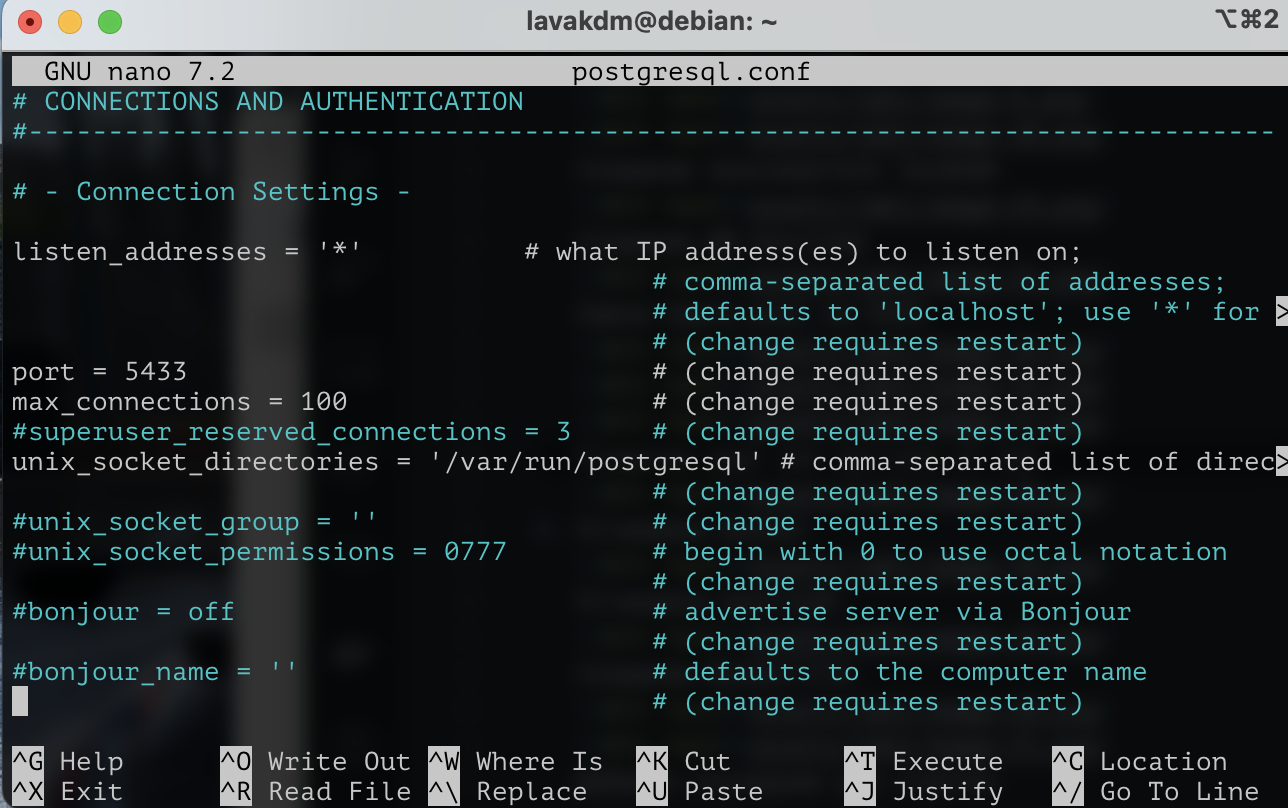 lavakdm@debian: ~ ⌥⌘2
GNU nano 7.2 postgresql.conf
# CONNECTIONS AND AUTHENTICATION
#------------------------------------------------------------------------------
# - Connection Settings -
listen_addresses = '*' # what IP address(es) to listen on;
# comma-separated list of addresses;
# defaults to 'localhost'; use '*' for >
# (change requires restart)
port = 5433 # (change requires restart)
max_connections = 100 # (change requires restart)
#superuser_reserved_connections = 3 # (change requires restart)
unix_socket_directories = '/var/run/postgresql' # comma-separated list of direc>
# (change requires restart)
#unix_socket_group = '' # (change requires restart)
#unix_socket_permissions = 0777 # begin with 0 to use octal notation
# (change requires restart)
#bonjour = off # advertise server via Bonjour
# (change requires restart)
#bonjour_name = '' # defaults to the computer name
# (change requires restart)
^G Help ^O Write Out ^W Where Is ^K Cut ^T Execute ^C Location
^X Exit ^R Read File ^\ Replace ^U Paste ^J Justify ^/ Go To Line